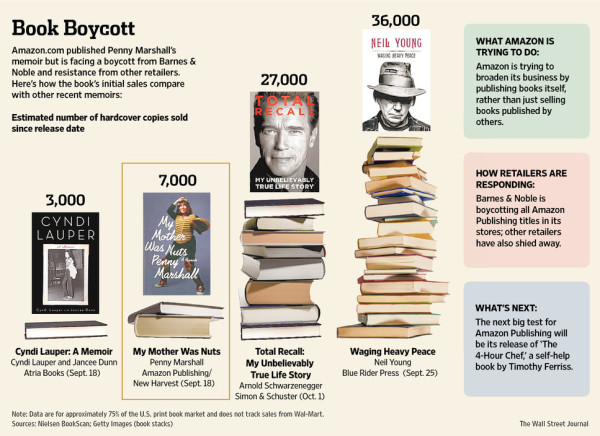 Book Boycott
Amazon.com published Penny Marshall's
memoir but is facing a boycott from Barnes &
Noble and resistance from other retailers.
Here's how the book's initial sales compare
with other recent memoirs:
Estimated number of hardcover copies sold
since release date
3,000
CYNDI
LAUPER
A Memoir
Cyndi Lauper with Jancee Dunn
Cyndi Lauper: A Memoir
Cyndi Lauper and Jancee Dunn
Atria Books (Sept. 18)
7,000
My
Mother
Was Nuts
Penny
Marshall
My Mother Was Nuts
Penny Marshall
Amazon Publishing/
New Harvest (Sept. 18)
27,000
TOTAL
RECALL
MY UNBELIEVABLY
TRUE LIFE STORY
Total Recall:
My Unbelievably
True Life Story
Arnold Schwarzenegger
Simon & Schuster (Oct. 1)
36,000
NEIL YOUNG
WAGING HEAVY PEACE
Waging Heavy Peace
Neil Young
Blue Rider Press (Sept. 25)
WHAT AMAZON IS
TRYING TO DO:
Amazon is trying to
broaden its business by
publishing books itself,
rather than just selling
books published by
others.
HOW RETAILERS ARE
RESPONDING:
Barnes & Noble is
boycotting all Amazon
Publishing titles in its
stores; other retailers
have also shied away.
WHAT'S NEXT:
The next big test for
Amazon Publishing will
be its release of 'The
4-Hour Chef,' a self-help
book by Timothy Ferriss.
Note: Data are for approximately 75% of the U.S. print book market and does not track sales from Wal-Mart.
Sources: Nielsen BookScan; Getty Images (book stacks)
The Wall Street Journal